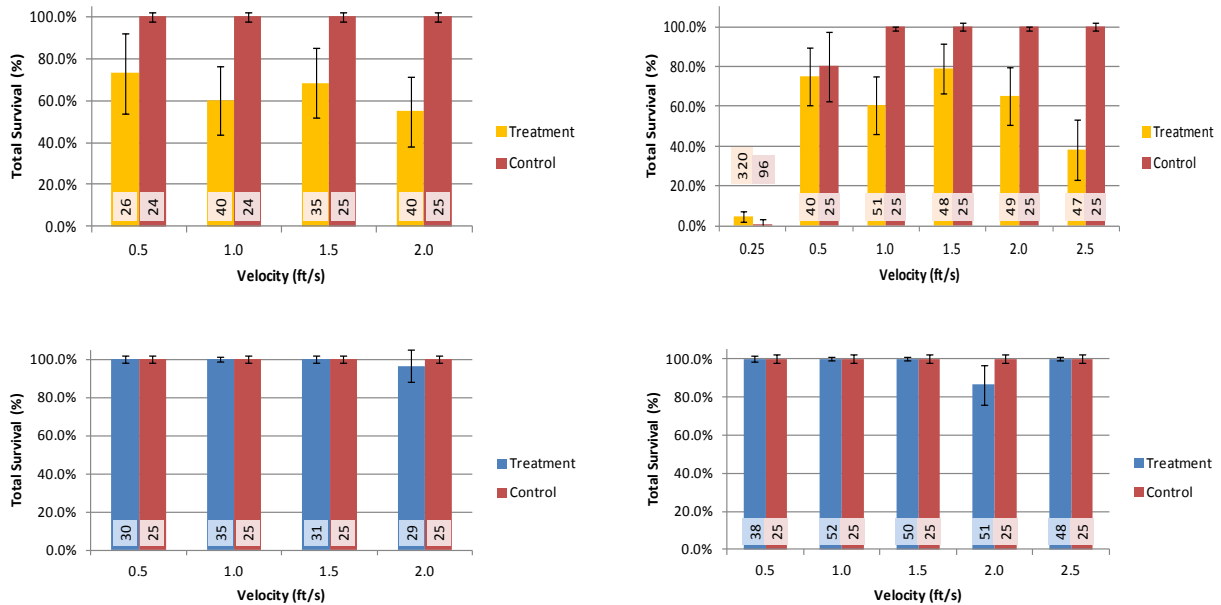 Total Survival (%)
100.0%
80.0%
60.0%
40.0%
20.0%
0.0%
26 24 40 24 35 25 40 25
0.5 1.0 1.5 2.0
Velocity (ft/s)
Treatment
Control
Total Survival (%)
100.0%
80.0%
60.0%
40.0%
20.0%
0.0%
320 96 40 25 51 25 48 25 49 25 47 25
0.25 0.5 1.0 1.5 2.0 2.5
Velocity (ft/s)
Treatment
Control
Total Survival (%)
100.0%
80.0%
60.0%
40.0%
20.0%
0.0%
30 25 35 25 31 25 29 25
0.5 1.0 1.5 2.0
Velocity (ft/s)
Treatment
Control
Total Survival (%)
100.0%
80.0%
60.0%
40.0%
20.0%
0.0%
38 25 52 25 50 25 51 25 48 25
0.5 1.0 1.5 2.0 2.5
Velocity (ft/s)
Treatment
Control